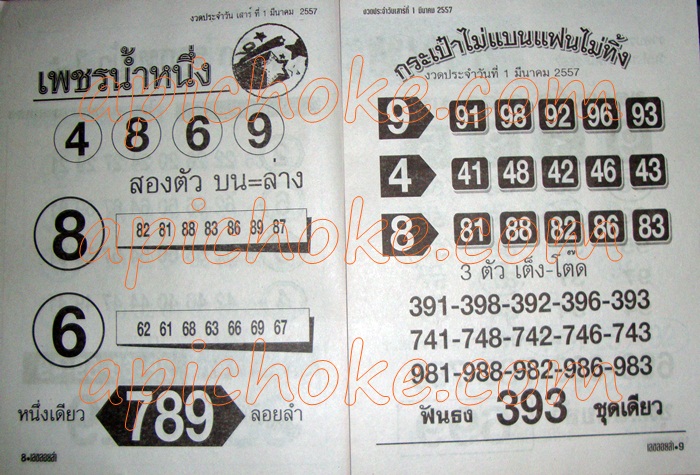 งวดประจำวัน เสาร์ ที่ 1 มีนาคม 2557
เพชรน้ำหนึ่ง
4 8 6 9
สองตัว บน=ล่าง
8 82 81 88 83 86 89 87
6 62 61 68 63 66 69 67
หนึ่งเดียว 789 ลอยลำ
งวดประจำวันเสาร์ที่ 1 มีนาคม 2557
กระเป๋าไม่แบนแฟนไม่ทิ้ง
งวดประจำวันที่ 1 มีนาคม 2557
9 91 98 92 96 93
4 41 48 42 46 43
8 81 88 82 86 83
3 ตัว เต็ง-โต๊ด
391-398-392-396-393
741-748-742-746-743
981-988-982-986-983
ฟันธง 393 ชุดเดียว
apichoke.com
apichoke.com
apichoke.com
apichoke.com